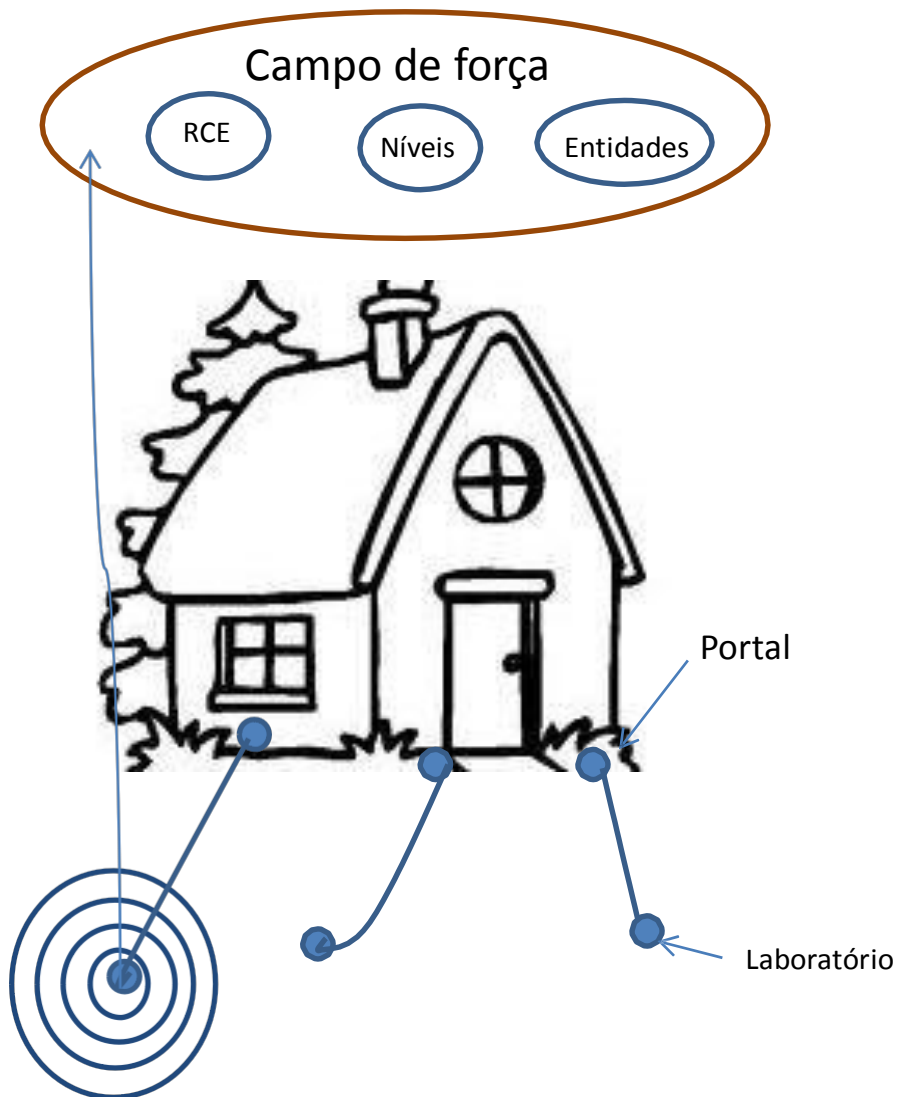 Campo de força
RCE
Níveis
Entidades
Portal
Laboratório